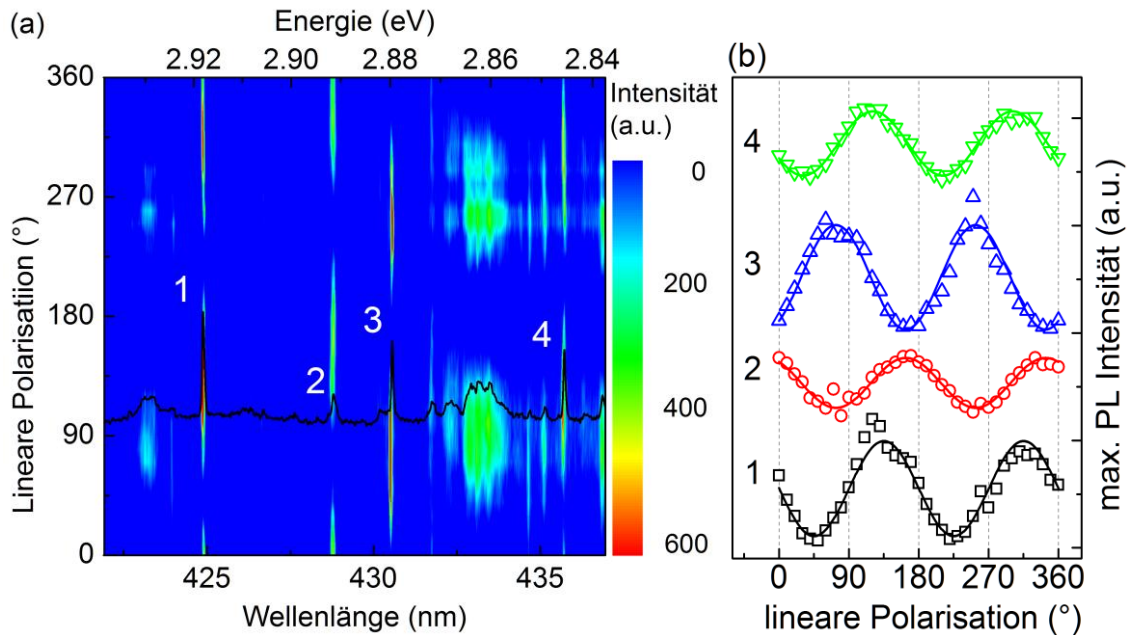 (a)
Energie (eV)
2.92 2.90 2.88 2.86 2.84
360
270
180
90
0
Lineare Polarisatiion (°)
1
2
3
4
425 430 435
Wellenlänge (nm)
Intensität
(a.u.)
0
200
400
600
(b)
4
3
2
1
max. PL Intensität (a.u.)
0 90 180 270 360
lineare Polarisation (°)